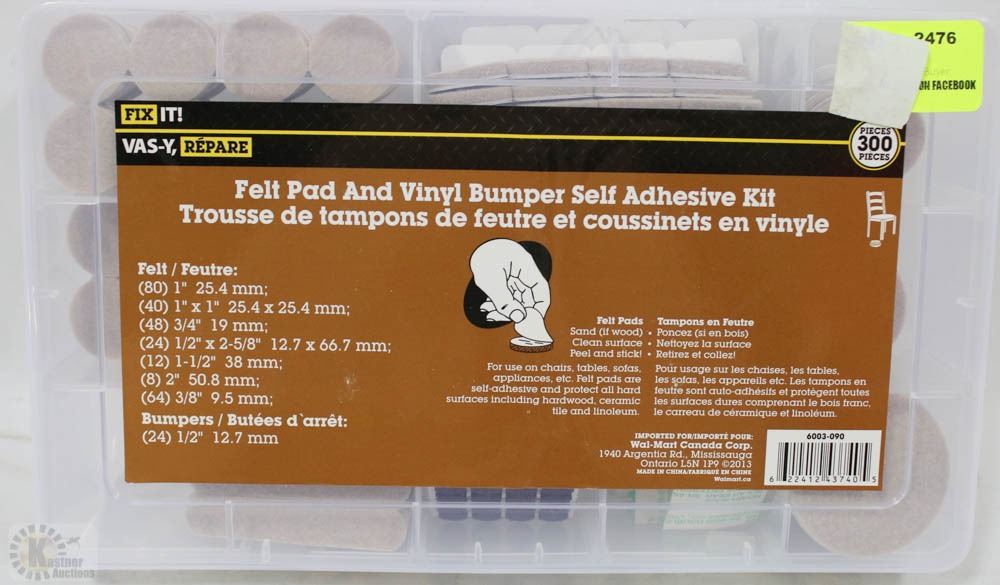 2476
Buyer
ON FACEBOOK
FIX IT!
VAS-Y, RÉPARE
PIECES
300
PIECES
Felt Pad And Vinyl Bumper Self Adhesive Kit
Trousse de tampons de feutre et coussinets en vinyle
Felt / Feutre:
(80) 1" 25.4 mm;
(40) 1" x 1" 25.4 x 25.4 mm;
(48) 3/4" 19 mm;
(24) 1/2" x 2-5/8" 12.7 x 66.7 mm;
(12) 1-1/2" 38 mm;
(8) 2" 50.8 mm;
(64) 3/8" 9.5 mm;
Bumpers / Butées d`arrêt:
(24) 1/2" 12.7 mm
Felt Pads
Sand (if wood) •
Clean surface •
Peel and stick! •
For use on chairs, tables, sofas,
appliances, etc. Felt pads are
self-adhesive and protect all hard
surfaces including hardwood, ceramic
tile and linoleum.
Tampons en Feutre
Poncez (si en bois)
Nettoyez la surface
Retirez et collez!
Pour usage sur les chaises, les tables,
les sofas, les appareils etc. Les tampons en
feutre sont auto-adhésifs et protègent toutes
les surfaces dures comprenant le bois franc,
le carreau de céramique et linoléum.
IMPORTED FOR/IMPORTÉ POUR:
Wal-Mart Canada Corp.
1940 Argentia Rd., Mississauga
Ontario L5N 1P9 ©2013
MADE IN CHINA/FABRIQUÉ EN CHINE
Walmart.ca
6003-090
6 22412 43740 5
Kastner
Auctions